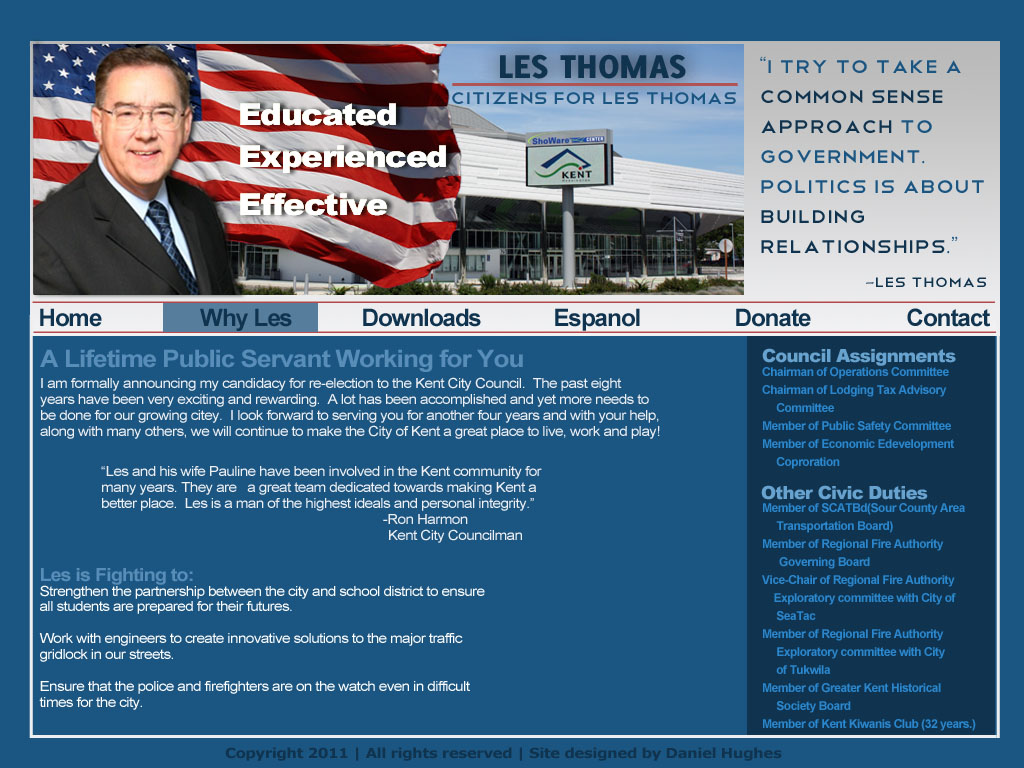 LES THOMAS
CITIZENS FOR LES THOMAS
Educated
Experienced
Effective
ShoWare CENTER
KENT
“I TRY TO TAKE A
COMMON SENSE
APPROACH TO
GOVERNMENT.
POLITICS IS ABOUT
BUILDING
RELATIONSHIPS.”
–LES THOMAS
Home Why Les Downloads Espanol Donate Contact
A Lifetime Public Servant Working for You
I am formally announcing my candidacy for re-election to the Kent City Council. The past eight
years have been very exciting and rewarding. A lot has been accomplished and yet more needs to
be done for our growing citey. I look forward to serving you for another four years and with your help,
along with many others, we will continue to make the City of Kent a great place to live, work and play!
“Les and his wife Pauline have been involved in the Kent community for
many years. They are a great team dedicated towards making Kent a
better place. Les is a man of the highest ideals and personal integrity.”
-Ron Harmon
Kent City Councilman
Les is Fighting to:
Strengthen the partnership between the city and school district to ensure
all students are prepared for their futures.
Work with engineers to create innovative solutions to the major traffic
gridlock in our streets.
Ensure that the police and firefighters are on the watch even in difficult
times for the city.
Council Assignments
Chairman of Operations Committee
Chairman of Lodging Tax Advisory
Committee
Member of Public Safety Committee
Member of Economic Edevelopment
Coproration
Other Civic Duties
Member of SCATBd(Sour County Area
Transportation Board)
Member of Regional Fire Authority
Governing Board
Vice-Chair of Regional Fire Authority
Exploratory committee with City of
SeaTac
Member of Regional Fire Authority
Exploratory committee with City
of Tukwila
Member of Greater Kent Historical
Society Board
Member of Kent Kiwanis Club (32 years.)
Copyright 2011 | All rights reserved | Site designed by Daniel Hughes